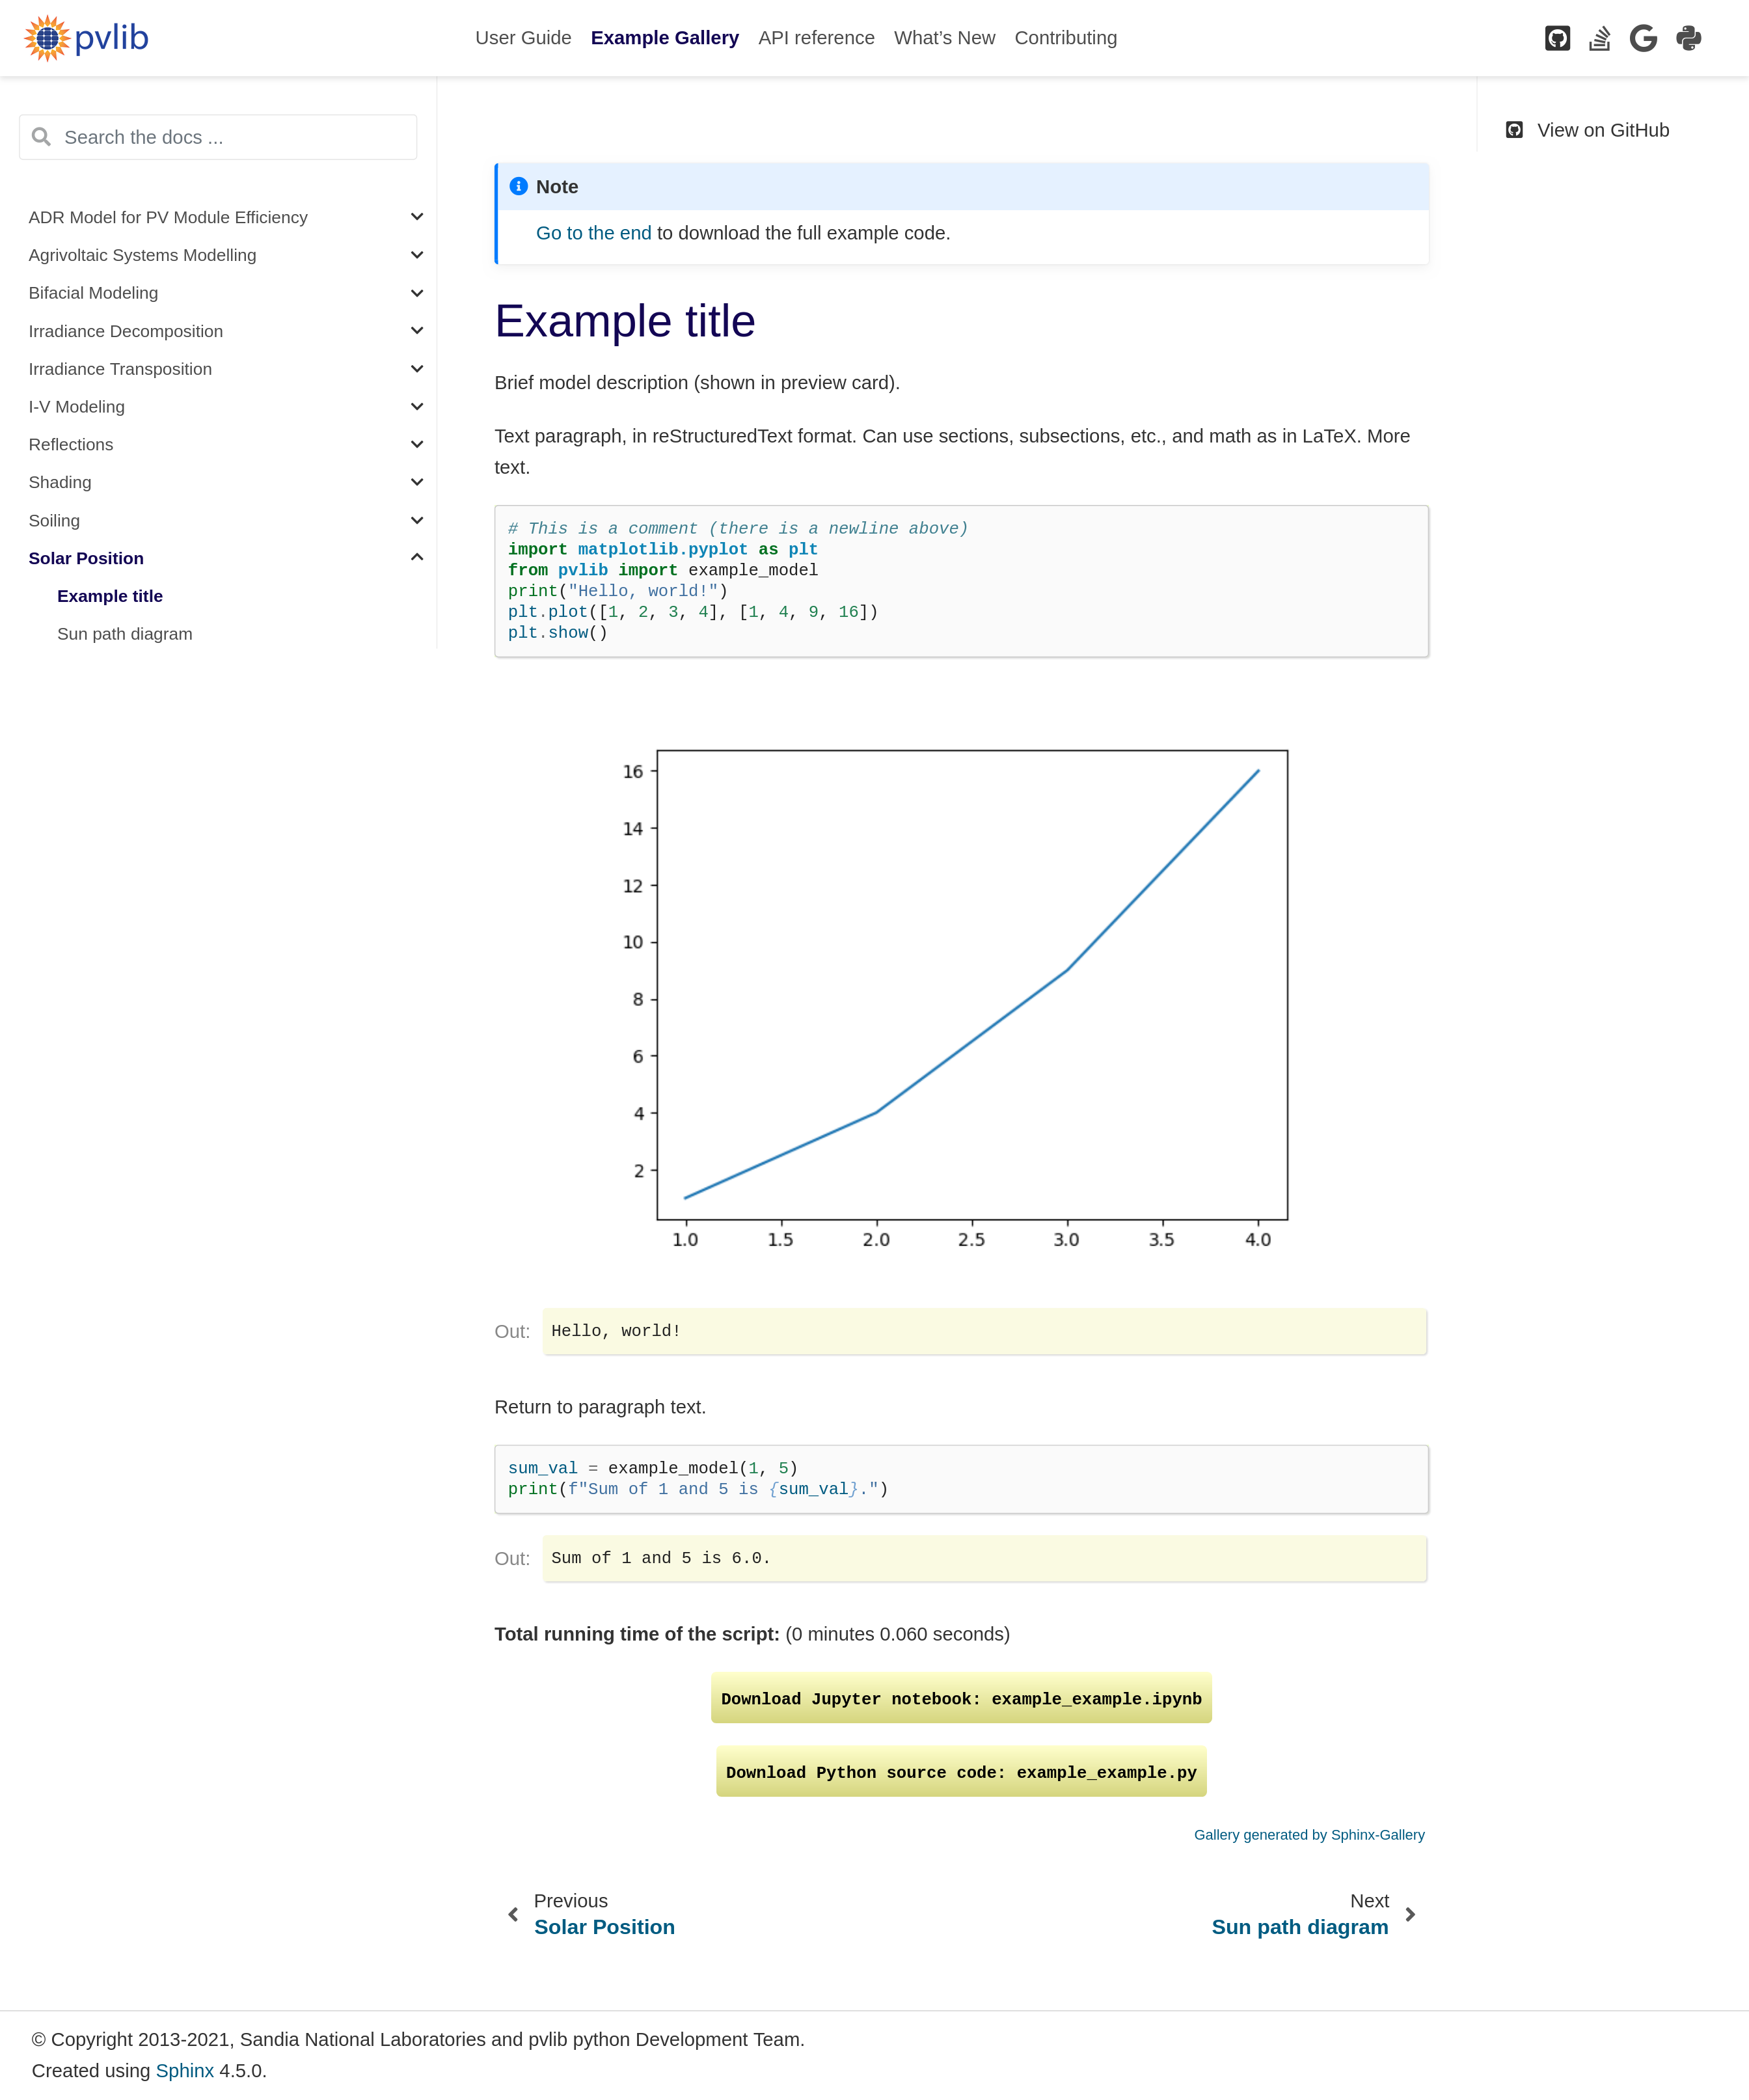 pvlib
User Guide
Example Gallery
API reference
What’s New
Contributing
Search the docs ...
ADR Model for PV Module Efficiency
Agrivoltaic Systems Modelling
Bifacial Modeling
Irradiance Decomposition
Irradiance Transposition
I-V Modeling
Reflections
Shading
Soiling
Solar Position
Example title
Sun path diagram
Note
Go to the end to download the full example code.
Example title
Brief model description (shown in preview card).
Text paragraph, in reStructuredText format. Can use sections, subsections, etc., and math as in LaTeX. More
text.
# This is a comment (there is a newline above)
import matplotlib.pyplot as plt
from pvlib import example_model
print("Hello, world!")
plt.plot([1, 2, 3, 4], [1, 4, 9, 16])
plt.show()
16
14
12
10
8
6
4
2
1.0 1.5 2.0 2.5 3.0 3.5 4.0
Out:
Hello, world!
Return to paragraph text.
sum_val = example_model(1, 5)
print(f"Sum of 1 and 5 is {sum_val}.")
Out:
Sum of 1 and 5 is 6.0.
Total running time of the script: (0 minutes 0.060 seconds)
Download Jupyter notebook: example_example.ipynb
Download Python source code: example_example.py
Gallery generated by Sphinx-Gallery
Previous
Solar Position
Next
Sun path diagram
View on GitHub
© Copyright 2013-2021, Sandia National Laboratories and pvlib python Development Team.
Created using Sphinx 4.5.0.